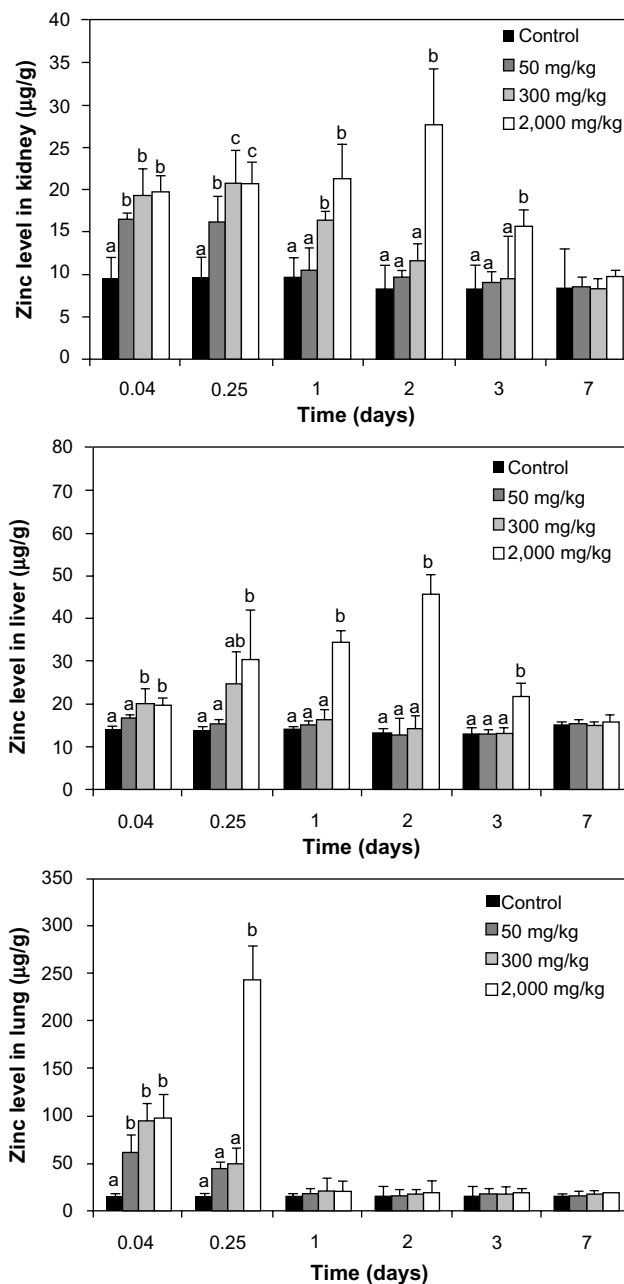 Zinc level in kidney (μg/g)
40
35
30
25
20
15
10
5
0
Control
50 mg/kg
300 mg/kg
2,000 mg/kg
a b b b
a b c c
a a b b
a a a b
a a a b
0.04 0.25 1 2 3 7
Time (days)
Zinc level in liver (μg/g)
80
70
60
50
40
30
20
10
0
Control
50 mg/kg
300 mg/kg
2,000 mg/kg
a a b b
a a ab b
a a a b
a a a b
a a a b
0.04 0.25 1 2 3 7
Time (days)
Zinc level in lung (μg/g)
350
300
250
200
150
100
50
0
Control
50 mg/kg
300 mg/kg
2,000 mg/kg
a b b b
a a a b
0.04 0.25 1 2 3 7
Time (days)